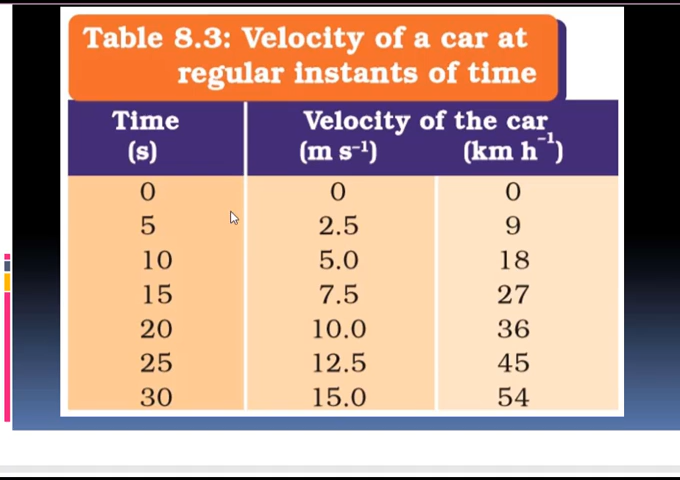 Table 8.3: Velocity of a car at
regular instants of time
Time Velocity of the car
(s) (m s⁻¹) (km h⁻¹)
0 0 0
5 2.5 9
10 5.0 18
15 7.5 27
20 10.0 36
25 12.5 45
30 15.0 54